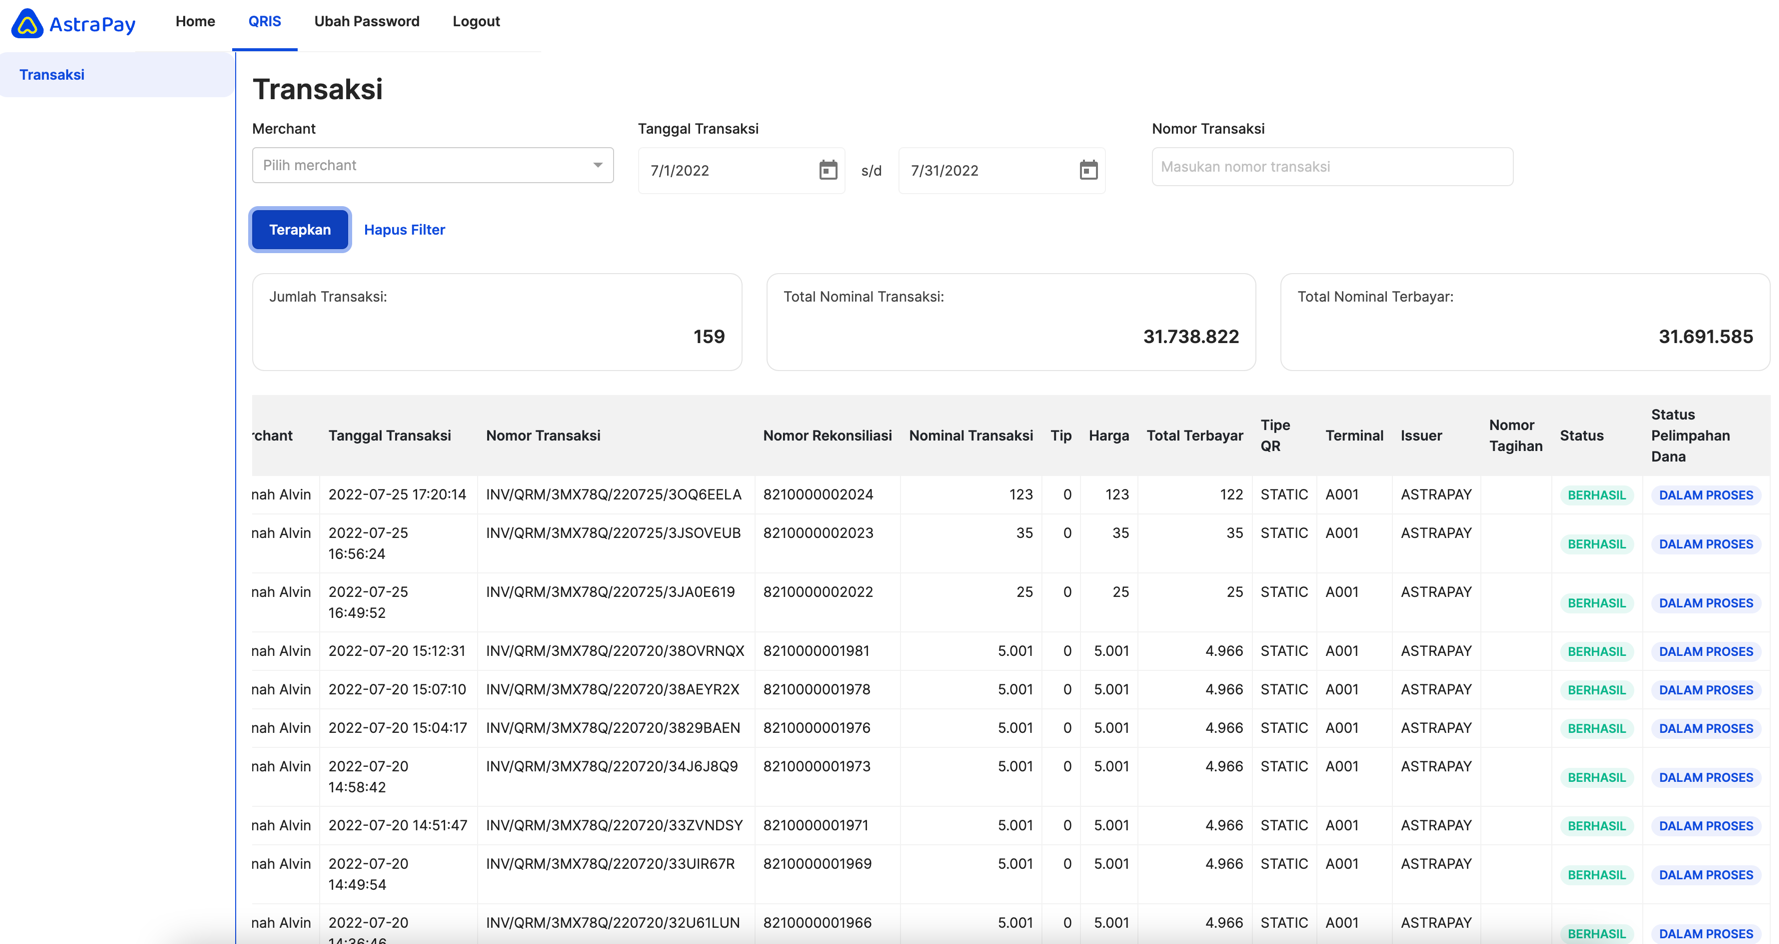 AstraPay Home QRIS Ubah Password Logout
Transaksi
Transaksi
Merchant Tanggal Transaksi Nomor Transaksi
Pilih merchant 7/1/2022 s/d 7/31/2022 Masukan nomor transaksi
Terapkan Hapus Filter
Jumlah Transaksi: Total Nominal Transaksi: Total Nominal Terbayar:
159 31.738.822 31.691.585
rchant Tanggal Transaksi Nomor Transaksi Nomor Rekonsiliasi Nominal Transaksi Tip Harga Total Terbayar Tipe QR Terminal Issuer Nomor Tagihan Status Status Pelimpahan Dana
nah Alvin 2022-07-25 17:20:14 INV/QRM/3MX78Q/220725/3OQ6EELA 8210000002024 123 0 123 122 STATIC A001 ASTRAPAY BERHASIL DALAM PROSES
nah Alvin 2022-07-25 16:56:24 INV/QRM/3MX78Q/220725/3JSOVEUB 8210000002023 35 0 35 35 STATIC A001 ASTRAPAY BERHASIL DALAM PROSES
nah Alvin 2022-07-25 16:49:52 INV/QRM/3MX78Q/220725/3JA0E619 8210000002022 25 0 25 25 STATIC A001 ASTRAPAY BERHASIL DALAM PROSES
nah Alvin 2022-07-20 15:12:31 INV/QRM/3MX78Q/220720/38OVRNQX 8210000001981 5.001 0 5.001 4.966 STATIC A001 ASTRAPAY BERHASIL DALAM PROSES
nah Alvin 2022-07-20 15:07:10 INV/QRM/3MX78Q/220720/38AEYR2X 8210000001978 5.001 0 5.001 4.966 STATIC A001 ASTRAPAY BERHASIL DALAM PROSES
nah Alvin 2022-07-20 15:04:17 INV/QRM/3MX78Q/220720/3829BAEN 8210000001976 5.001 0 5.001 4.966 STATIC A001 ASTRAPAY BERHASIL DALAM PROSES
nah Alvin 2022-07-20 14:58:42 INV/QRM/3MX78Q/220720/34J6J8Q9 8210000001973 5.001 0 5.001 4.966 STATIC A001 ASTRAPAY BERHASIL DALAM PROSES
nah Alvin 2022-07-20 14:51:47 INV/QRM/3MX78Q/220720/33ZVNDSY 8210000001971 5.001 0 5.001 4.966 STATIC A001 ASTRAPAY BERHASIL DALAM PROSES
nah Alvin 2022-07-20 14:49:54 INV/QRM/3MX78Q/220720/33UIR67R 8210000001969 5.001 0 5.001 4.966 STATIC A001 ASTRAPAY BERHASIL DALAM PROSES
nah Alvin 2022-07-20 14:36:46 INV/QRM/3MX78Q/220720/32U61LUN 8210000001966 5.001 0 5.001 4.966 STATIC A001 ASTRAPAY BERHASIL DALAM PROSES